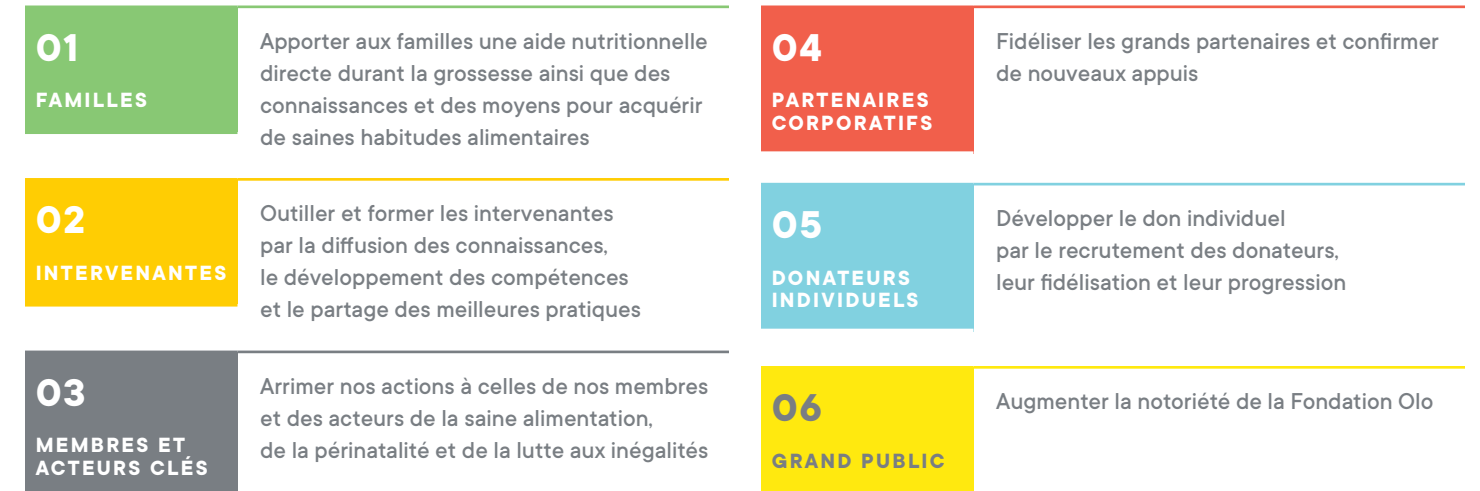 01
FAMILLES
Apporter aux familles une aide nutritionnelle
directe durant la grossesse ainsi que des
connaissances et des moyens pour acquérir
de saines habitudes alimentaires
02
INTERVENANTES
Outiller et former les intervenantes
par la diffusion des connaissances,
le développement des compétences
et le partage des meilleures pratiques
03
MEMBRES ET
ACTEURS CLÉS
Arrimer nos actions à celles de nos membres
et des acteurs de la saine alimentation,
de la périnatalité et de la lutte aux inégalités
04
PARTENAIRES
CORPORATIFS
Fidéliser les grands partenaires et confirmer
de nouveaux appuis
05
DONATEURS
INDIVIDUELS
Développer le don individuel
par le recrutement des donateurs,
leur fidélisation et leur progression
06
GRAND PUBLIC
Augmenter la notoriété de la Fondation Olo